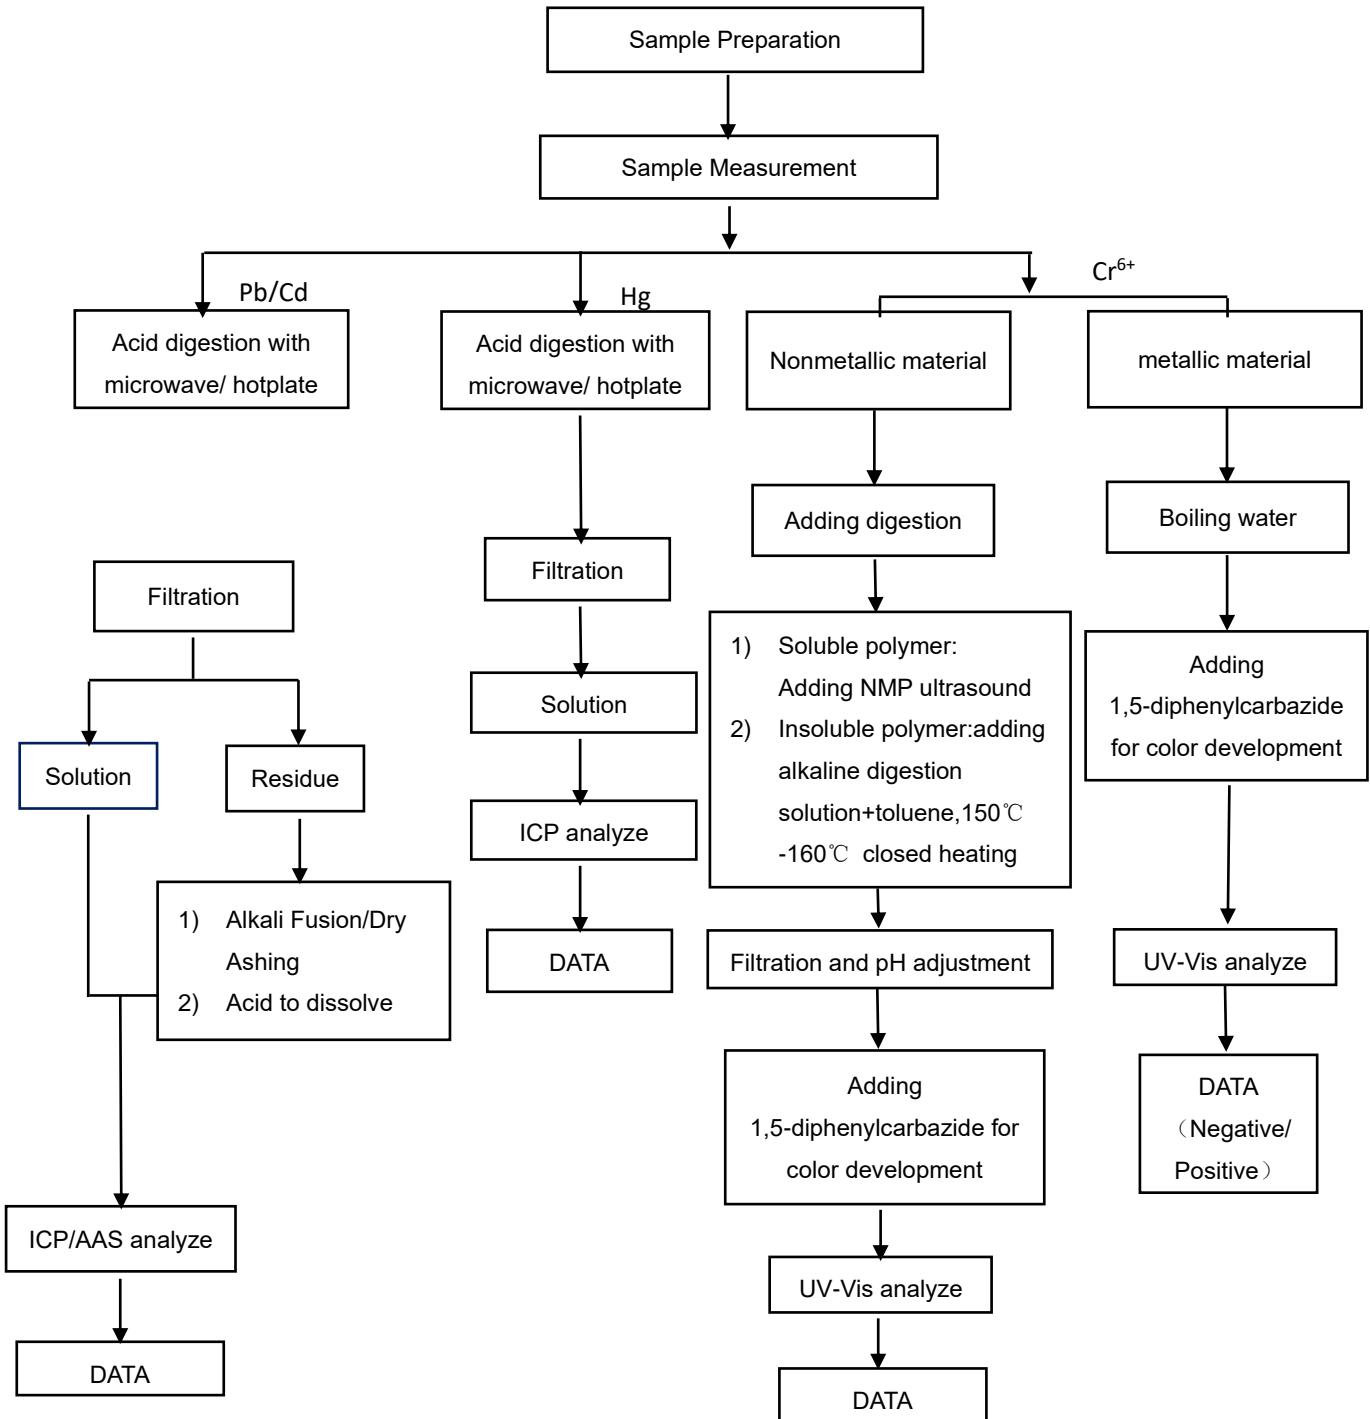 Sample Preparation
Sample Measurement
Pb/Cd
Hg
Cr⁶⁺
Acid digestion with
microwave/ hotplate
Acid digestion with
microwave/ hotplate
Nonmetallic material
metallic material
Adding digestion
Boiling water
Filtration
Filtration
1) Soluble polymer:
Adding NMP ultrasound
2) Insoluble polymer:adding
alkaline digestion
solution+toluene,150℃
-160℃ closed heating
Adding
1,5-diphenylcarbazide
for color development
Solution
Solution
Residue
ICP analyze
1) Alkali Fusion/Dry
Ashing
2) Acid to dissolve
DATA
Filtration and pH adjustment
UV-Vis analyze
Adding
1,5-diphenylcarbazide for
color development
DATA
（Negative/
Positive）
ICP/AAS analyze
UV-Vis analyze
DATA
DATA